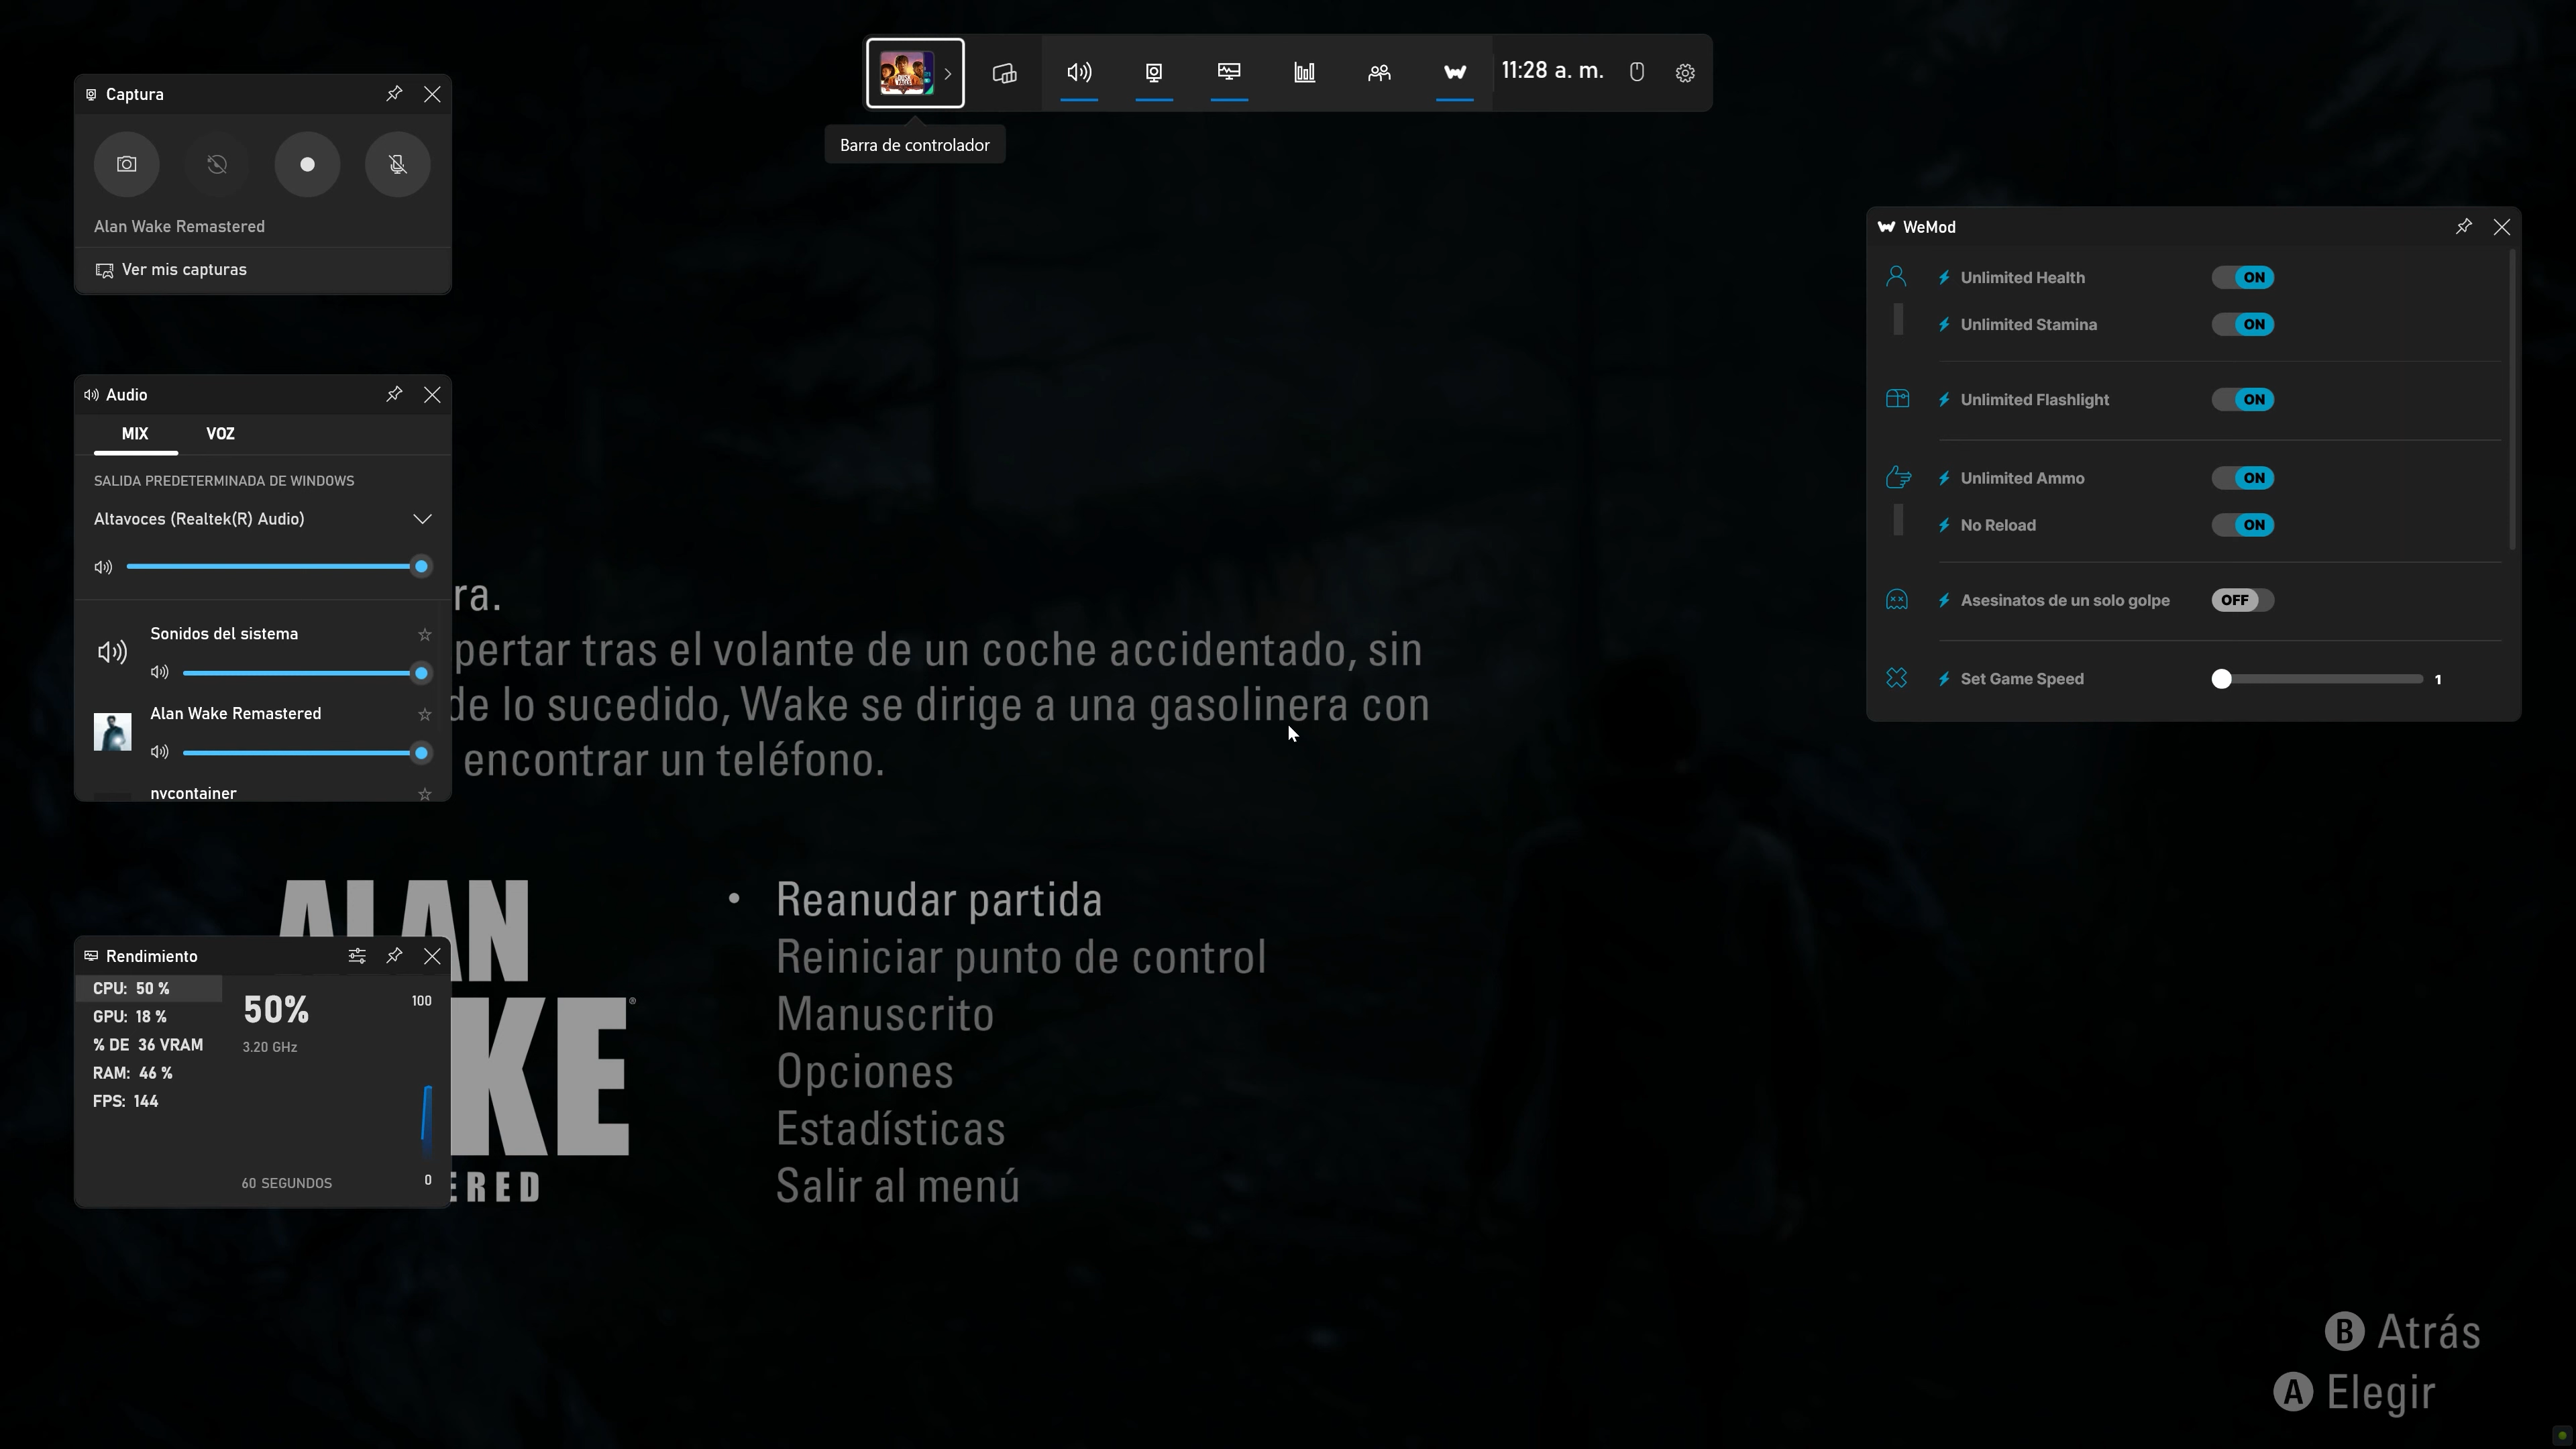 11:28 a. m.
Barra de controlador
Captura
Alan Wake Remastered
Ver mis capturas
Audio
MIX
VOZ
SALIDA PREDETERMINADA DE WINDOWS
Altavoces (Realtek(R) Audio)
Sonidos del sistema
Alan Wake Remastered
nvcontainer
ra.
pertar tras el volante de un coche accidentado, sin
de lo sucedido, Wake se dirige a una gasolinera con
encontrar un teléfono.
WeMod
Unlimited Health ON
Unlimited Stamina ON
Unlimited Flashlight ON
Unlimited Ammo ON
No Reload ON
Asesinatos de un solo golpe OFF
Set Game Speed 1
ALAN
KE®
ERED
Rendimiento
CPU: 50 %
GPU: 18 %
% DE 36 VRAM
RAM: 46 %
FPS: 144
50%
3.20 GHz
100
60 SEGUNDOS
0
Reanudar partida
Reiniciar punto de control
Manuscrito
Opciones
Estadísticas
Salir al menú
B Atrás
A Elegir